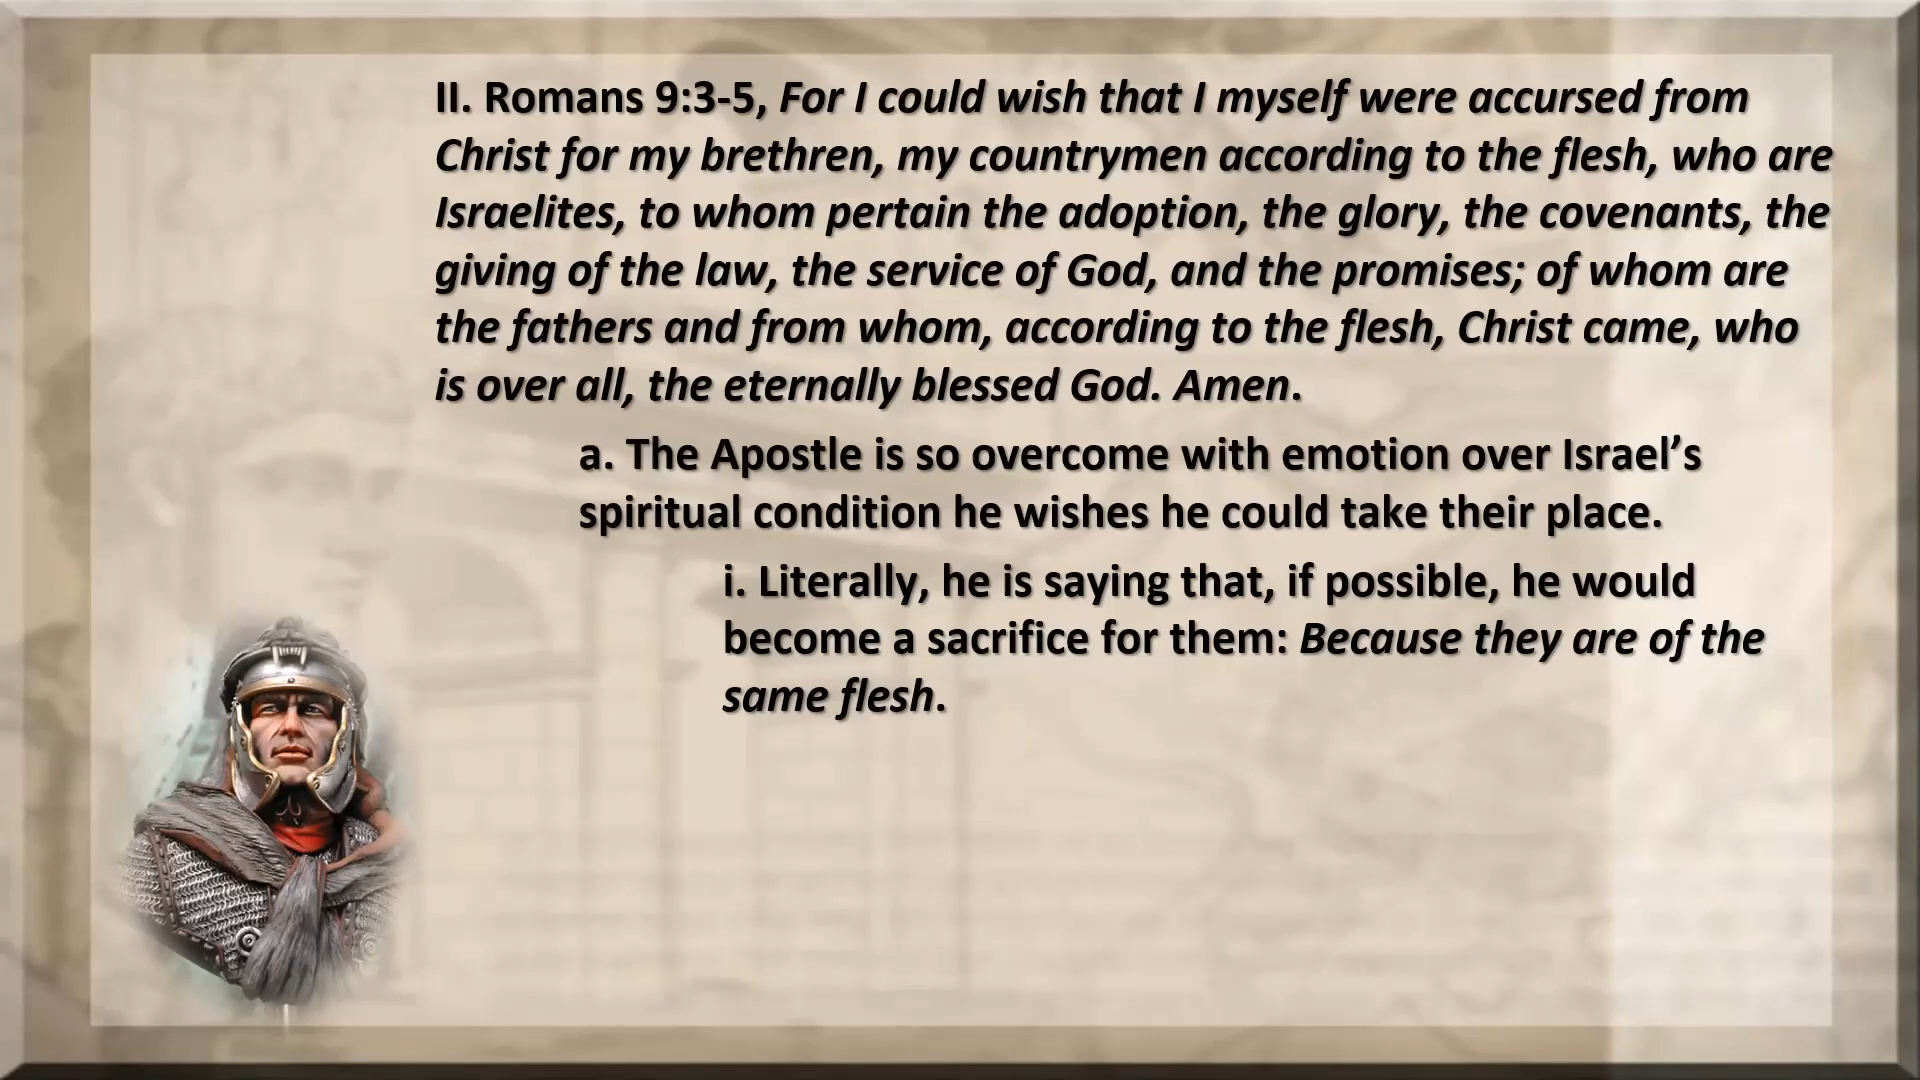 II. Romans 9:3-5, For I could wish that I myself were accursed from
Christ for my brethren, my countrymen according to the flesh, who are
Israelites, to whom pertain the adoption, the glory, the covenants, the
giving of the law, the service of God, and the promises; of whom are
the fathers and from whom, according to the flesh, Christ came, who
is over all, the eternally blessed God. Amen.
a. The Apostle is so overcome with emotion over Israel’s
spiritual condition he wishes he could take their place.
i. Literally, he is saying that, if possible, he would
become a sacrifice for them: Because they are of the
same flesh.